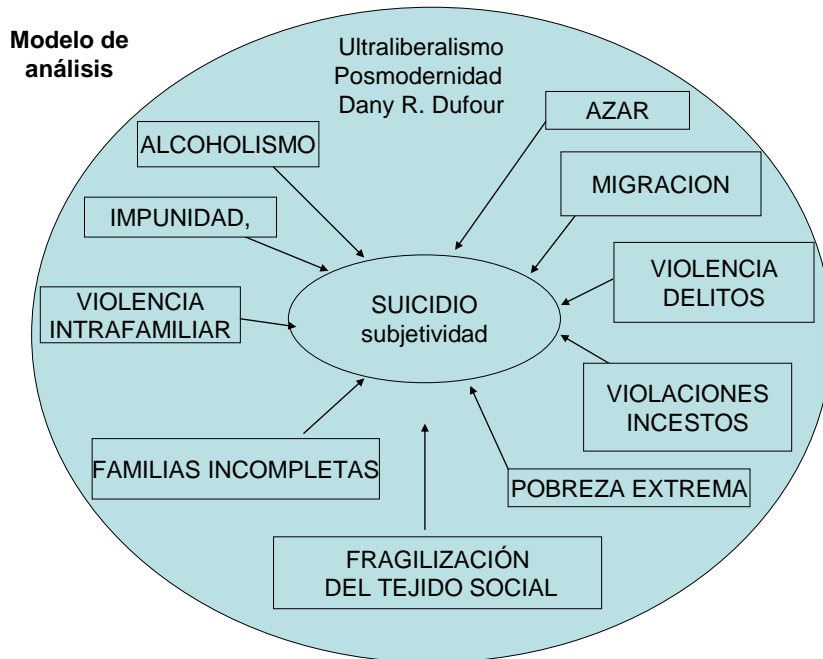 Modelo de
análisis
Ultraliberalismo
Posmodernidad
Dany R. Dufour
AZAR
ALCOHOLISMO
MIGRACION
IMPUNIDAD,
VIOLENCIA
DELITOS
VIOLENCIA
INTRAFAMILIAR
SUICIDIO
subjetividad
VIOLACIONES
INCESTOS
FAMILIAS INCOMPLETAS
POBREZA EXTREMA
FRAGILIZACIÓN
DEL TEJIDO SOCIAL